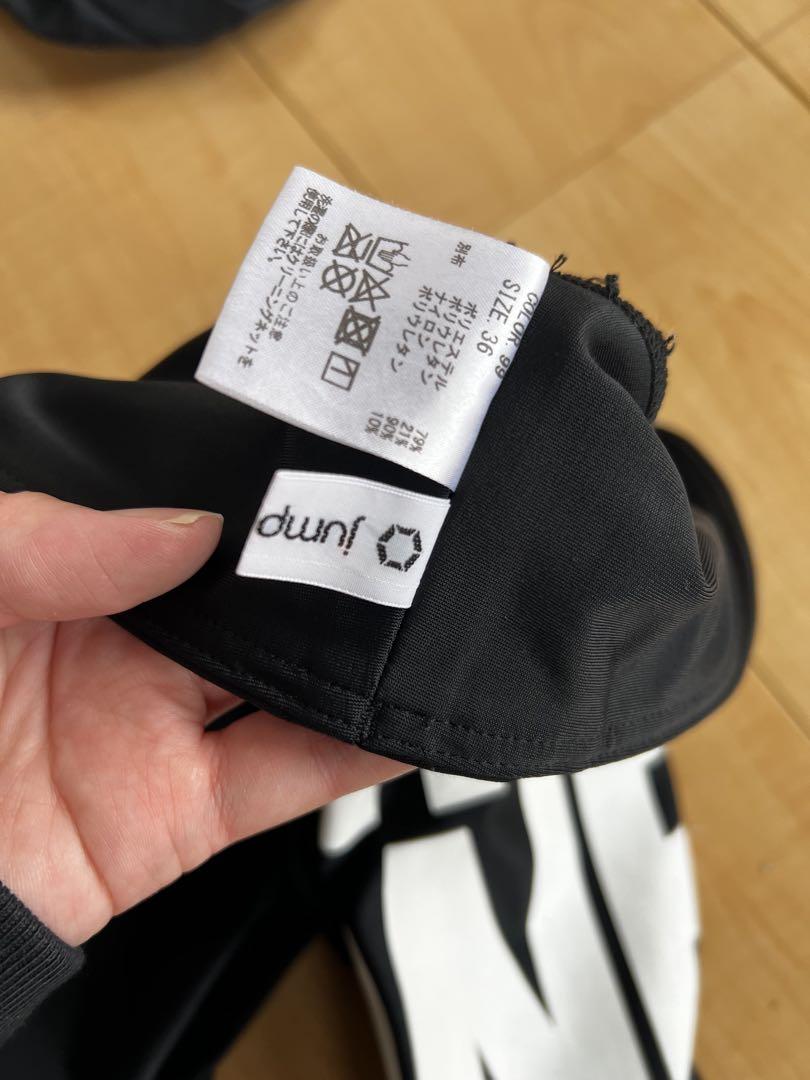 COLOR. 99
SIZE. 36
ポリエステル 79%
ポリウレタン 21%
別布
ナイロン 90%
ポリウレタン 10%
お取扱い上のご注意
洗濯の際にはクリーニングネットを
使用して下さい。
jump